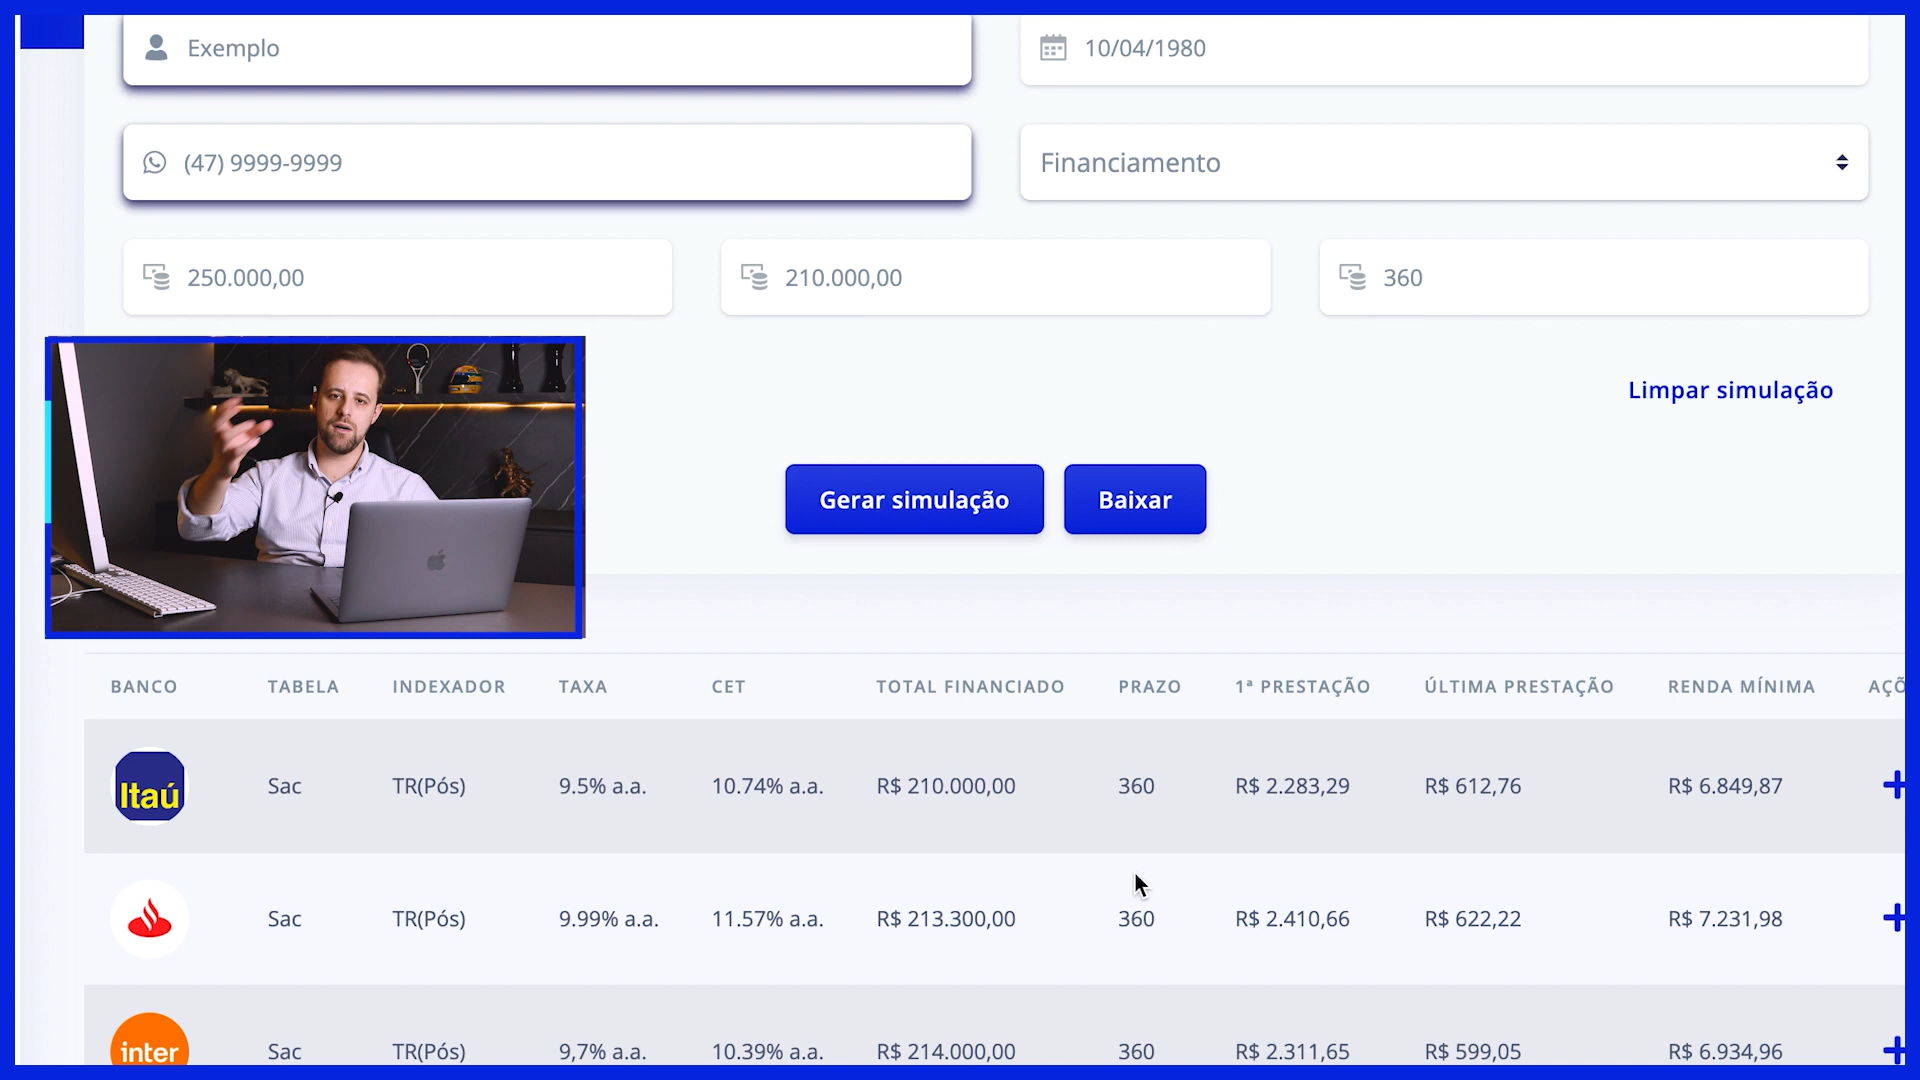 Exemplo
10/04/1980
(47) 9999-9999
Financiamento
250.000,00
210.000,00
360
Limpar simulação
Gerar simulação
Baixar
BANCO TABELA INDEXADOR TAXA CET TOTAL FINANCIADO PRAZO 1ª PRESTAÇÃO ÚLTIMA PRESTAÇÃO RENDA MÍNIMA AÇÕ
Itaú Sac TR(Pós) 9.5% a.a. 10.74% a.a. R$ 210.000,00 360 R$ 2.283,29 R$ 612,76 R$ 6.849,87
Sac TR(Pós) 9.99% a.a. 11.57% a.a. R$ 213.300,00 360 R$ 2.410,66 R$ 622,22 R$ 7.231,98
inter Sac TR(Pós) 9,7% a.a. 10.39% a.a. R$ 214.000,00 360 R$ 2.311,65 R$ 599,05 R$ 6.934,96